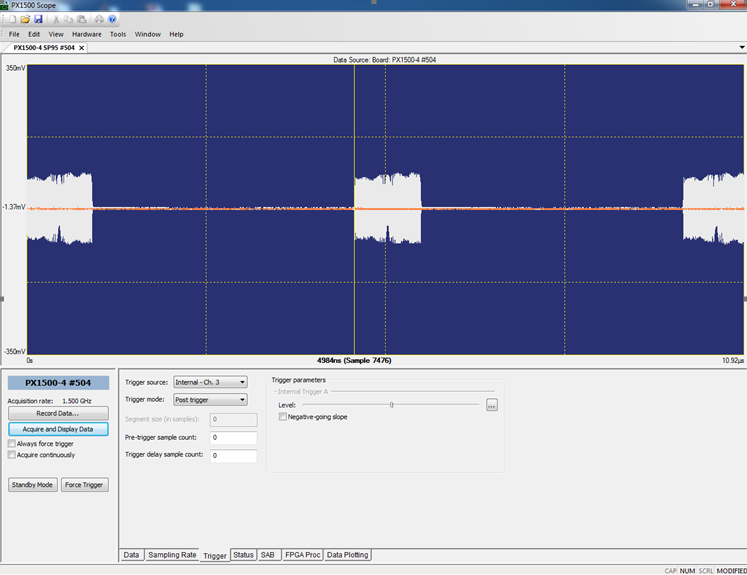 PX1500 Scope
File Edit View Hardware Tools Window Help
PX1500-4 SP95 #504
Data Source: Board: PX1500-4 #504
350mV
-1.37mV
-350mV
0s
4984ns (Sample 7476)
10.92µs
PX1500-4 #504
Acquisition rate: 1.500 GHz
Record Data...
Acquire and Display Data
Always force trigger
Acquire continuously
Standby Mode Force Trigger
Trigger source: Internal - Ch. 3
Trigger mode: Post trigger
Segment size (in samples): 0
Pre-trigger sample count: 0
Trigger delay sample count: 0
Trigger parameters
Internal Trigger A
Level: ...
Negative-going slope
Data Sampling Rate Trigger Status SAB FPGA Proc Data Plotting
CAP NUM SCRL MODIFIED